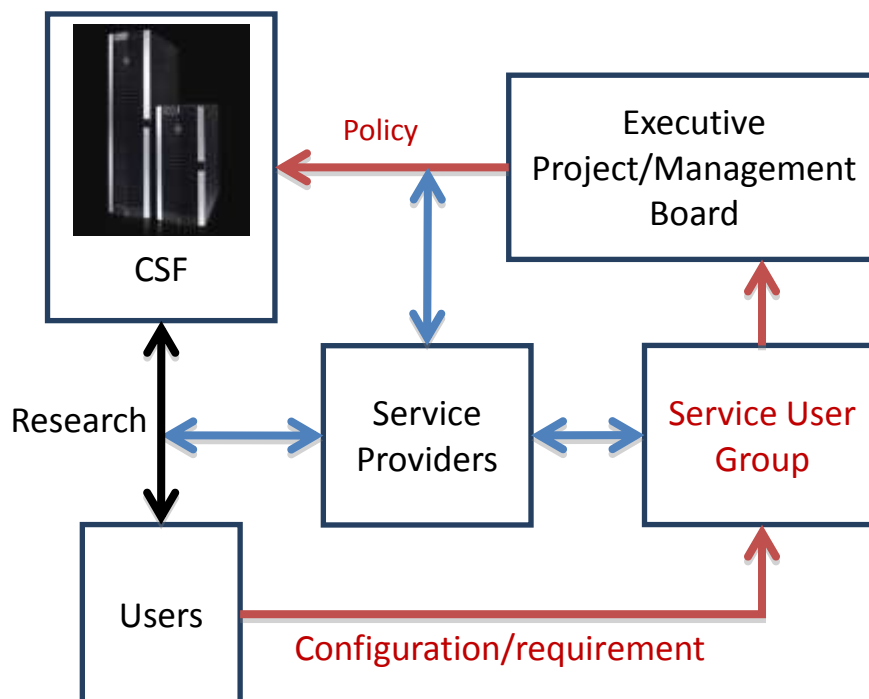 Policy
Executive
Project/Management
Board
CSF
Research
Service
Providers
Service User
Group
Users
Configuration/requirement